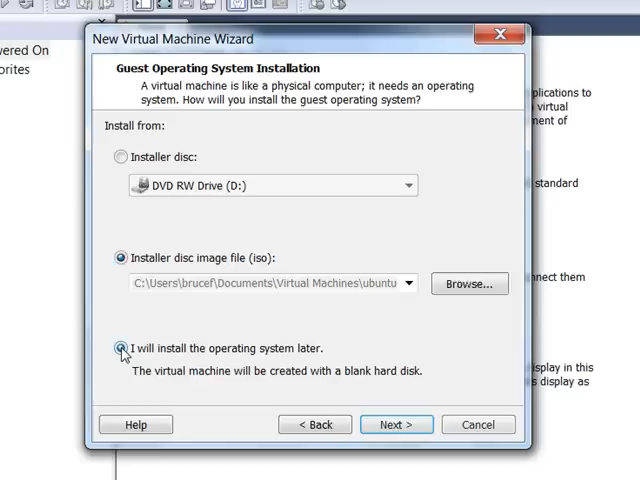 wered On
orites
New Virtual Machine Wizard
Guest Operating System Installation
A virtual machine is like a physical computer; it needs an operating
system. How will you install the guest operating system?
Install from:
Installer disc:
DVD RW Drive (D:)
Installer disc image file (iso):
C:\Users\brucef\Documents\Virtual Machines\ubuntu
Browse...
I will install the operating system later.
The virtual machine will be created with a blank hard disk.
Help
< Back
Next >
Cancel
plications to
virtual
ment of
standard
nnect them
isplay in this
s display as